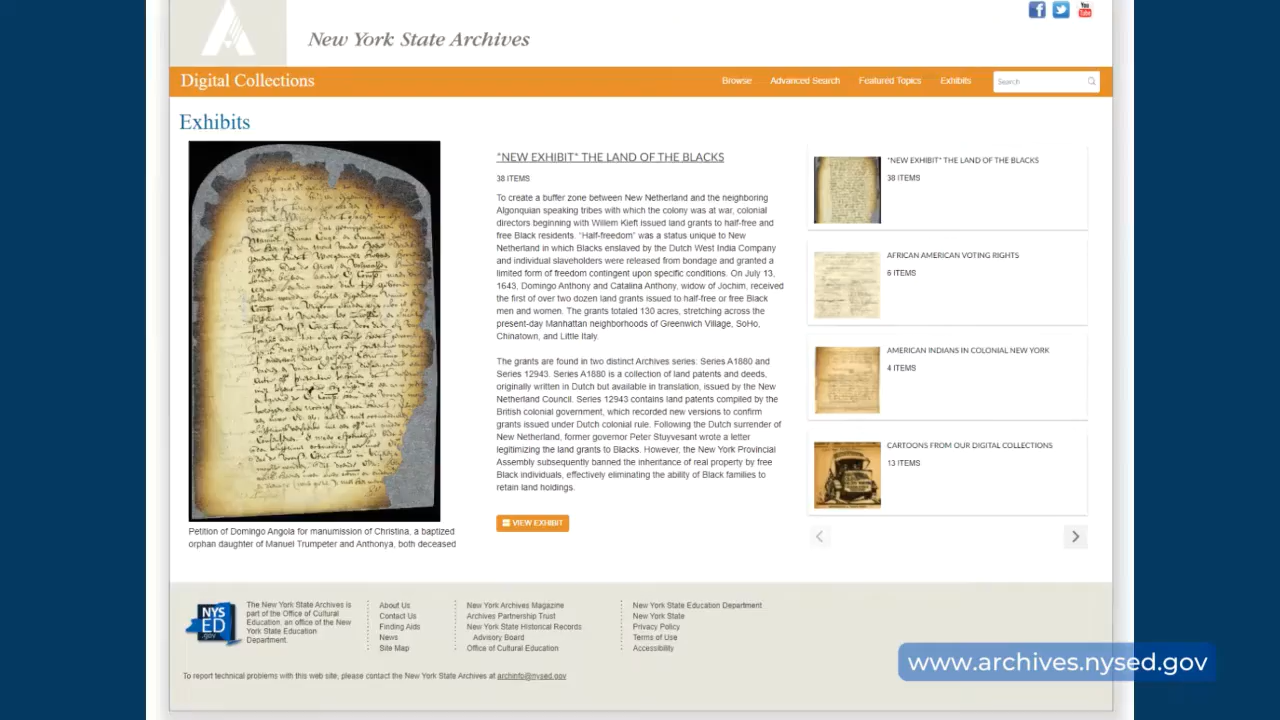 You Tube
New York State Archives
Digital Collections
Browse
Advanced Search
Featured Topics
Exhibits
Search
Exhibits
Petition of Domingo Angola for manumission of Christina, a baptized
orphan daughter of Manuel Trumpeter and Anthonya, both deceased
*NEW EXHIBIT* THE LAND OF THE BLACKS
38 ITEMS
To create a buffer zone between New Netherland and the neighboring
Algonquian speaking tribes with which the colony was at war, colonial
directors beginning with Willem Kieft issued land grants to half-free and
free Black residents. “Half-freedom” was a status unique to New
Netherland in which Blacks enslaved by the Dutch West India Company
and individual slaveholders were released from bondage and granted a
limited form of freedom contingent upon specific conditions. On July 13,
1643, Domingo Anthony and Catalina Anthony, widow of Jochim, received
the first of over two dozen land grants issued to half-free or free Black
men and women. The grants totaled 130 acres, stretching across the
present-day Manhattan neighborhoods of Greenwich Village, SoHo,
Chinatown, and Little Italy.
The grants are found in two distinct Archives series: Series A1880 and
Series 12943. Series A1880 is a collection of land patents and deeds,
originally written in Dutch but available in translation, issued by the New
Netherland Council. Series 12943 contains land patents compiled by the
British colonial government, which recorded new versions to confirm
grants issued under Dutch colonial rule. Following the Dutch surrender of
New Netherland, former governor Peter Stuyvesant wrote a letter
legitimizing the land grants to Blacks. However, the New York Provincial
Assembly subsequently banned the inheritance of real property by free
Black individuals, effectively eliminating the ability of Black families to
retain land holdings.
VIEW EXHIBIT
*NEW EXHIBIT* THE LAND OF THE BLACKS
38 ITEMS
AFRICAN AMERICAN VOTING RIGHTS
6 ITEMS
AMERICAN INDIANS IN COLONIAL NEW YORK
4 ITEMS
CARTOONS FROM OUR DIGITAL COLLECTIONS
13 ITEMS
NYS
ED
.gov
The New York State Archives is
part of the Office of Cultural
Education, an office of the New
York State Education
Department.
About Us
Contact Us
Finding Aids
News
Site Map
New York Archives Magazine
Archives Partnership Trust
New York State Historical Records
Advisory Board
Office of Cultural Education
New York State Education Department
New York State
Privacy Policy
Terms of Use
Accessibility
To report technical problems with this web site, please contact the New York State Archives at archinfo@nysed.gov
www.archives.nysed.gov